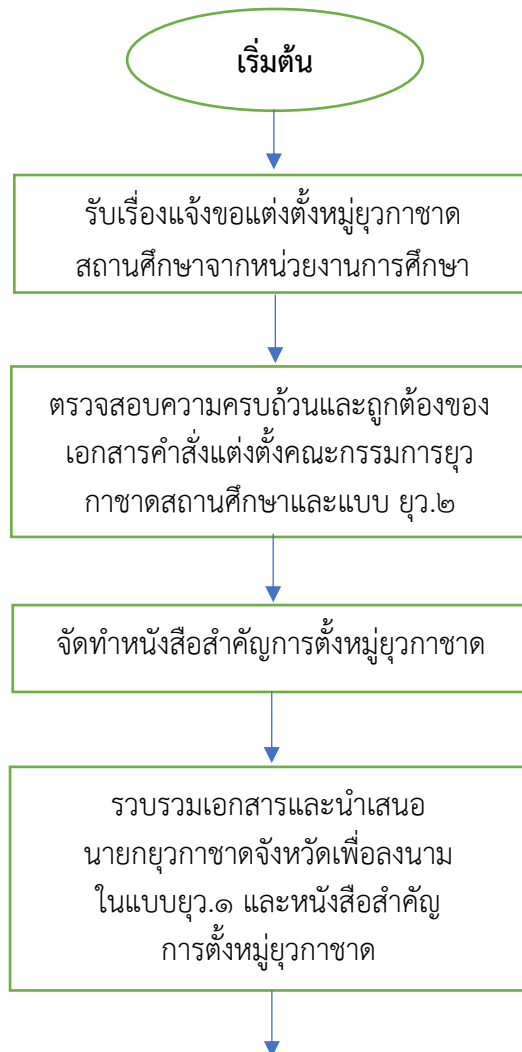 เริ่มต้น
รับเรื่องแจ้งขอแต่งตั้งหมู่ยุวกาชาด
สถานศึกษาจากหน่วยงานการศึกษา
ตรวจสอบความครบถ้วนและถูกต้องของ
เอกสารคำสั่งแต่งตั้งคณะกรรมการยุว
กาชาดสถานศึกษาและแบบ ยุว.๒
จัดทำหนังสือสำคัญการตั้งหมู่ยุวกาชาด
รวบรวมเอกสารและนำเสนอ
นายกยุวกาชาดจังหวัดเพื่อลงนาม
ในแบบยุว.๑ และหนังสือสำคัญ
การตั้งหมู่ยุวกาชาด